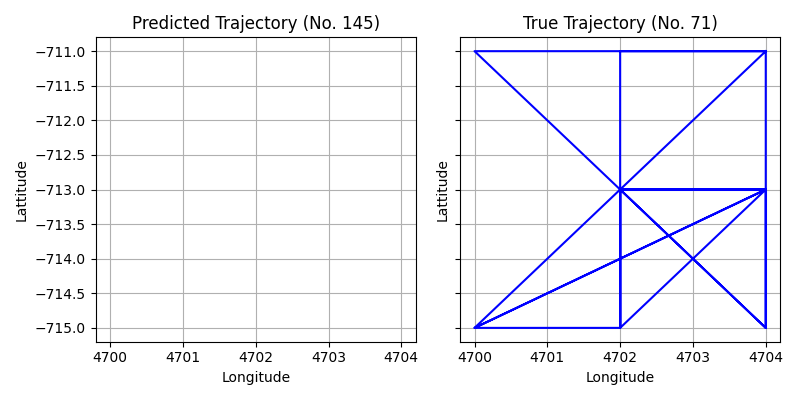 Predicted Trajectory (No. 145)
True Trajectory (No. 71)
−711.0
−711.5
−712.0
−712.5
−713.0
−713.5
−714.0
−714.5
−715.0
Lattitude
Lattitude
4700 4701 4702 4703 4704
4700 4701 4702 4703 4704
Longitude
Longitude